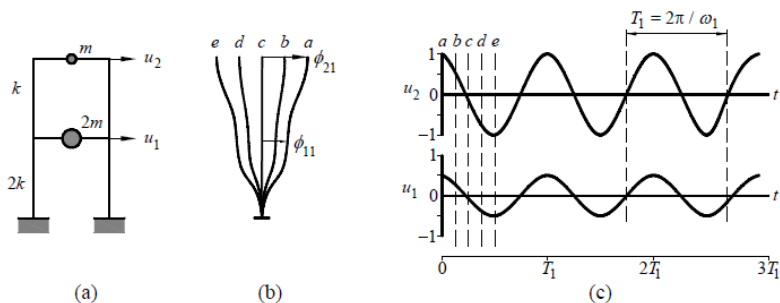 m
u₂
k
2m
u₁
2k
(a)
e d c b a
ϕ₂₁
ϕ₁₁
(b)
T₁ = 2π / ω₁
a b c d e
1
u₂ 0 t
−1
1
u₁ 0 t
−1
0 T₁ 2T₁ 3T₁
(c)